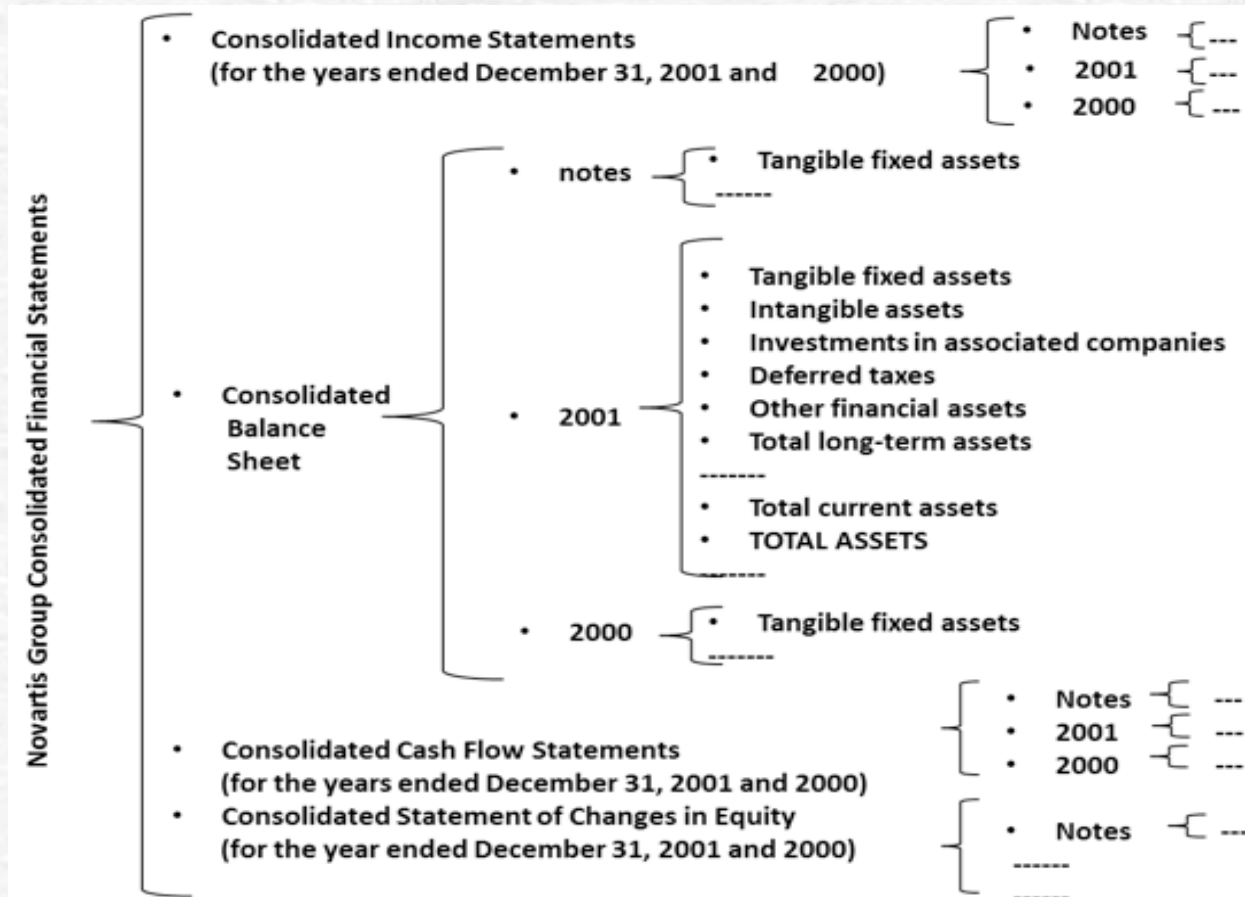 Novartis Group Consolidated Financial Statements
• Consolidated Income Statements
(for the years ended December 31, 2001 and 2000)
• Notes ---
• 2001 ---
• 2000 ---
• Consolidated
Balance
Sheet
• notes
• Tangible fixed assets
------
• 2001
• Tangible fixed assets
• Intangible assets
• Investments in associated companies
• Deferred taxes
• Other financial assets
• Total long-term assets
-------
• Total current assets
• TOTAL ASSETS
-------
• 2000
• Tangible fixed assets
-------
• Consolidated Cash Flow Statements
(for the years ended December 31, 2001 and 2000)
• Notes ---
• 2001 ---
• 2000 ---
• Consolidated Statement of Changes in Equity
(for the year ended December 31, 2001 and 2000)
• Notes ---
------
------